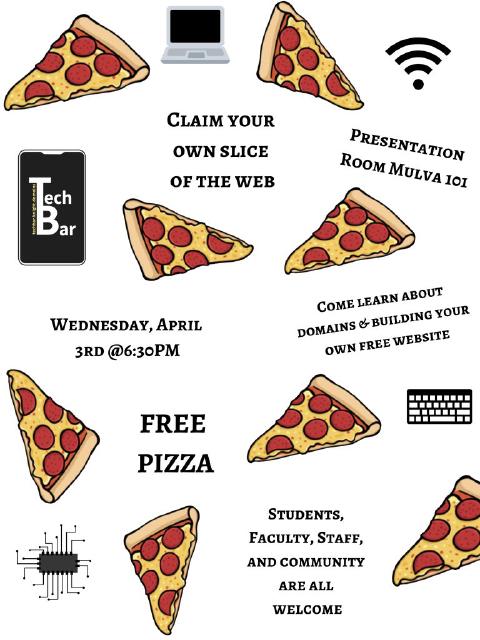 Claim your
own slice
of the web
Presentation
Room Mulva 101
Tech
Bar
Wednesday, April
3rd @6:30PM
Come learn about
domains & building your
own free website
FREE
PIZZA
Students,
Faculty, Staff,
and community
are all
welcome